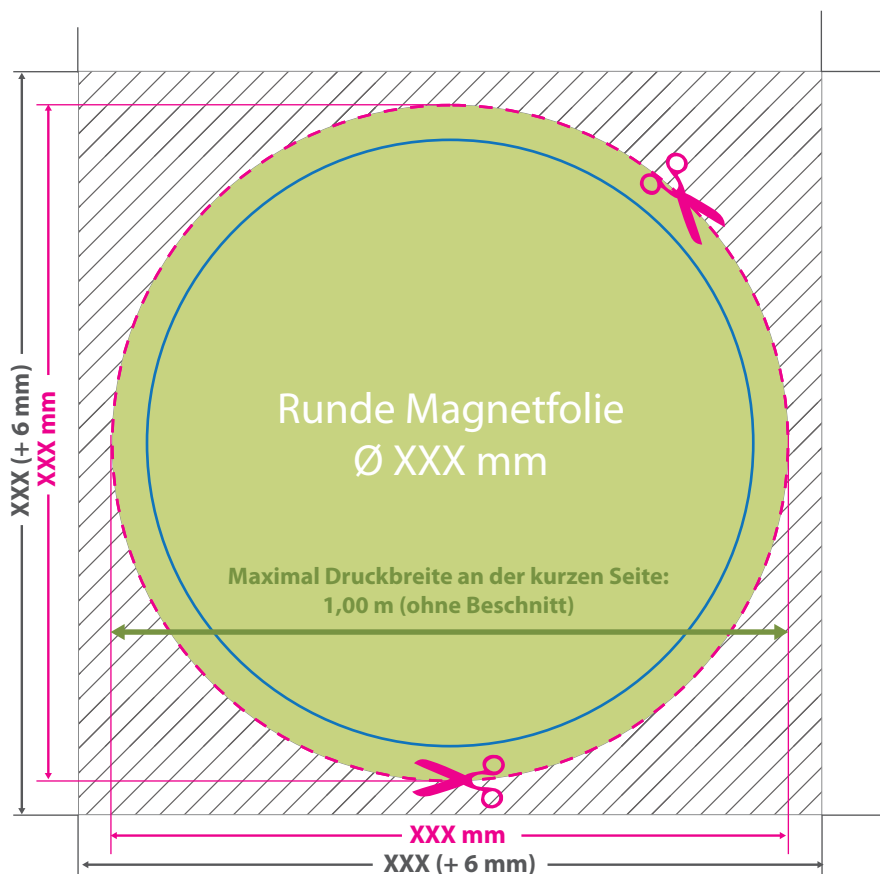 XXX (+ 6 mm)
XXX mm
Runde Magnetfolie
Ø XXX mm
Maximal Druckbreite an der kurzen Seite:
1,00 m (ohne Beschnitt)
XXX mm
XXX (+ 6 mm)